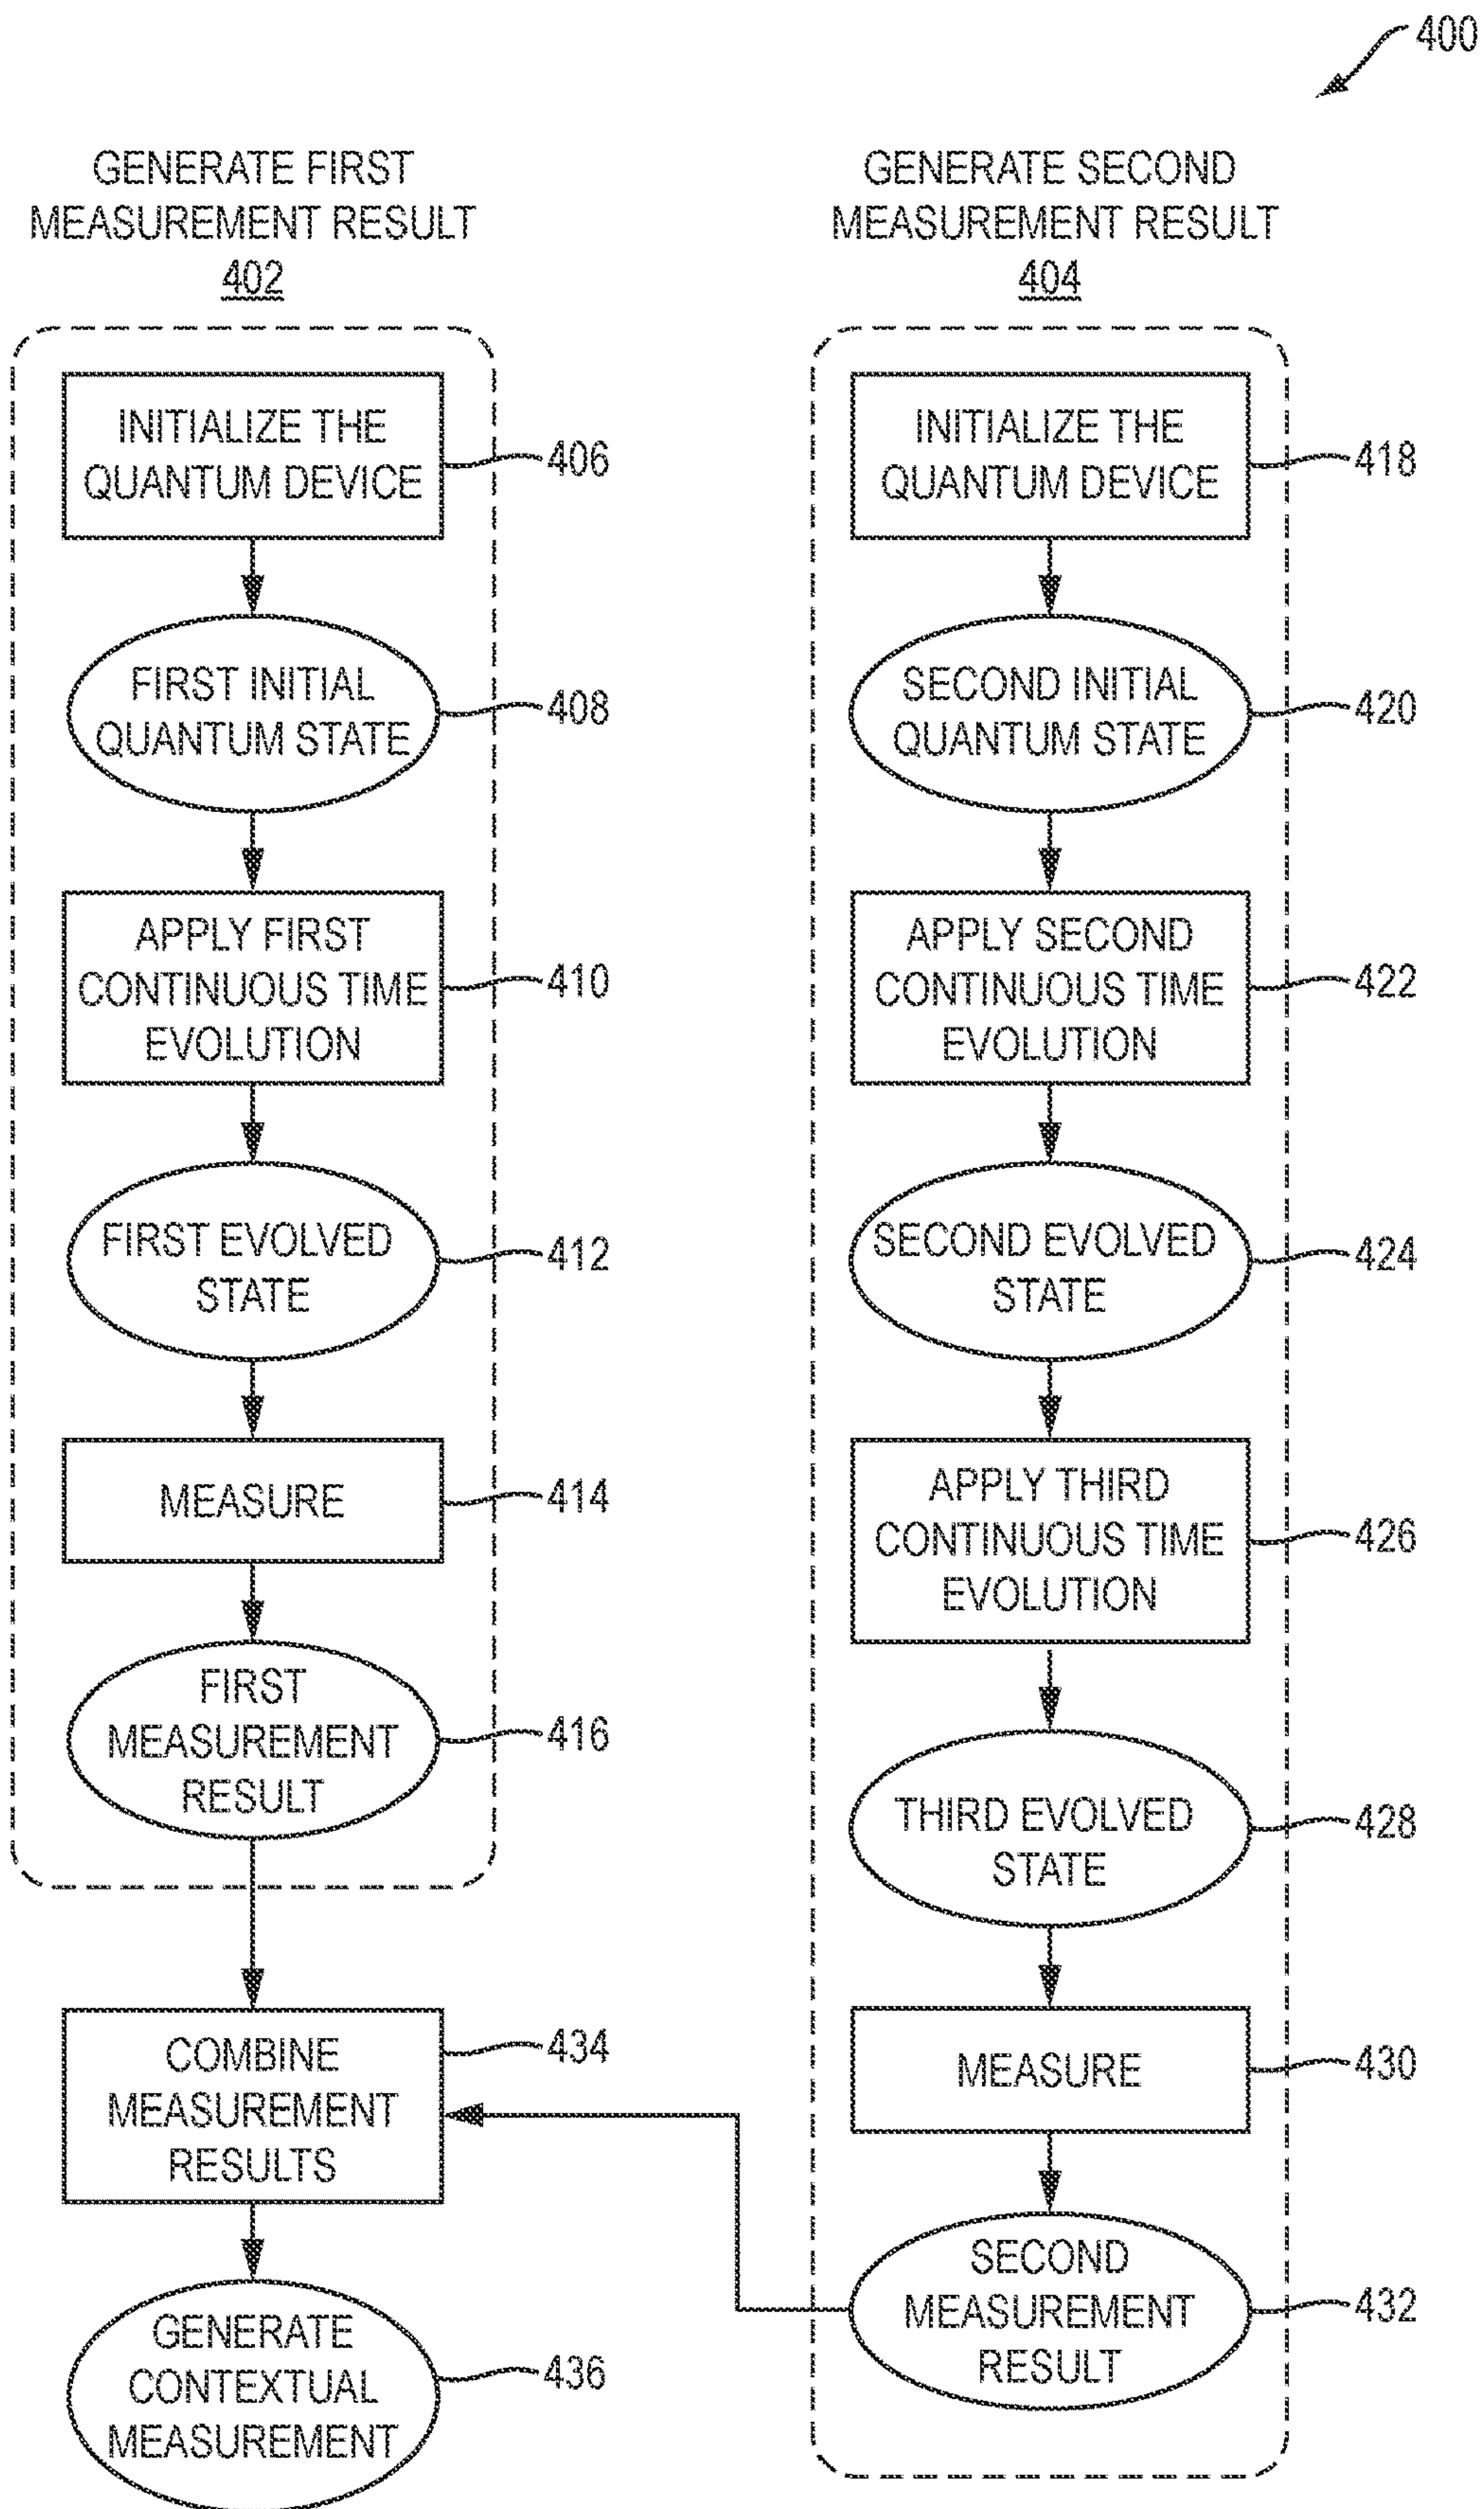 400
GENERATE FIRST
MEASUREMENT RESULT
402
INITIALIZE THE
QUANTUM DEVICE
406
FIRST INITIAL
QUANTUM STATE
408
APPLY FIRST
CONTINUOUS TIME
EVOLUTION
410
FIRST EVOLVED
STATE
412
MEASURE
414
FIRST
MEASUREMENT
RESULT
416
COMBINE
MEASUREMENT
RESULTS
434
GENERATE
CONTEXTUAL
MEASUREMENT
436
GENERATE SECOND
MEASUREMENT RESULT
404
INITIALIZE THE
QUANTUM DEVICE
418
SECOND INITIAL
QUANTUM STATE
420
APPLY SECOND
CONTINUOUS TIME
EVOLUTION
422
SECOND EVOLVED
STATE
424
APPLY THIRD
CONTINUOUS TIME
EVOLUTION
426
THIRD EVOLVED
STATE
428
MEASURE
430
SECOND
MEASUREMENT
RESULT
432